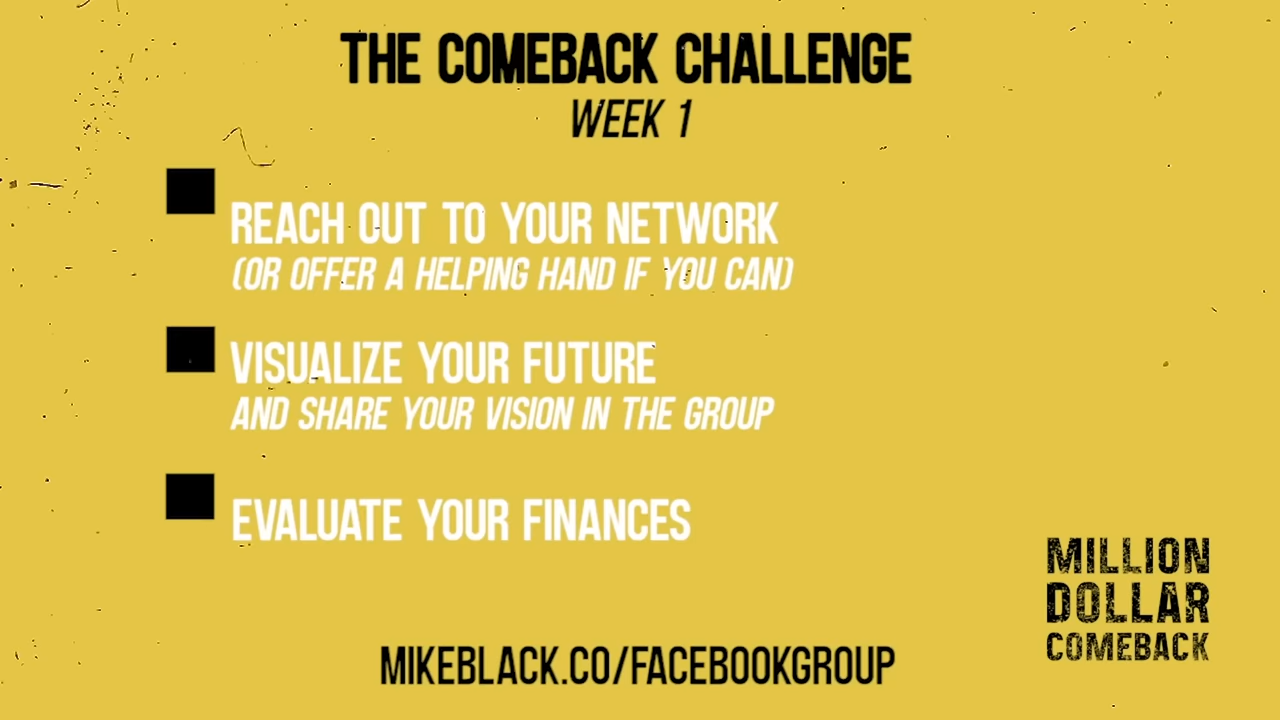 THE COMEBACK CHALLENGE
WEEK 1
REACH OUT TO YOUR NETWORK
(OR OFFER A HELPING HAND IF YOU CAN)
VISUALIZE YOUR FUTURE
AND SHARE YOUR VISION IN THE GROUP
EVALUATE YOUR FINANCES
MILLION
DOLLAR
COMEBACK
MIKEBLACK.CO/FACEBOOKGROUP